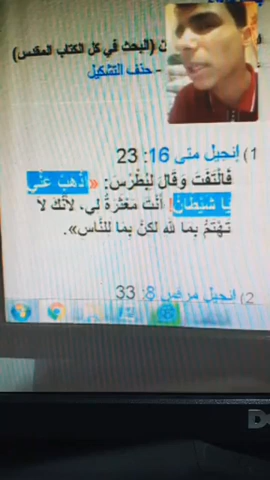 ن (البحث في كل الكتاب المقدس)
- حذف التشكيل
1) إنجيل متى 16: 23
فَالْتَفَتَ وَقَالَ لِبُطْرُسَ: «اذْهَبْ عَنِّي
يَا شَيْطَانُ! أَنْتَ مَعْثَرَةٌ لِي، لأَنَّكَ لاَ
تَهْتَمُّ بِمَا للهِ لكِنْ بِمَا لِلنَّاسِ».
2) إنجيل مرقس 8: 33